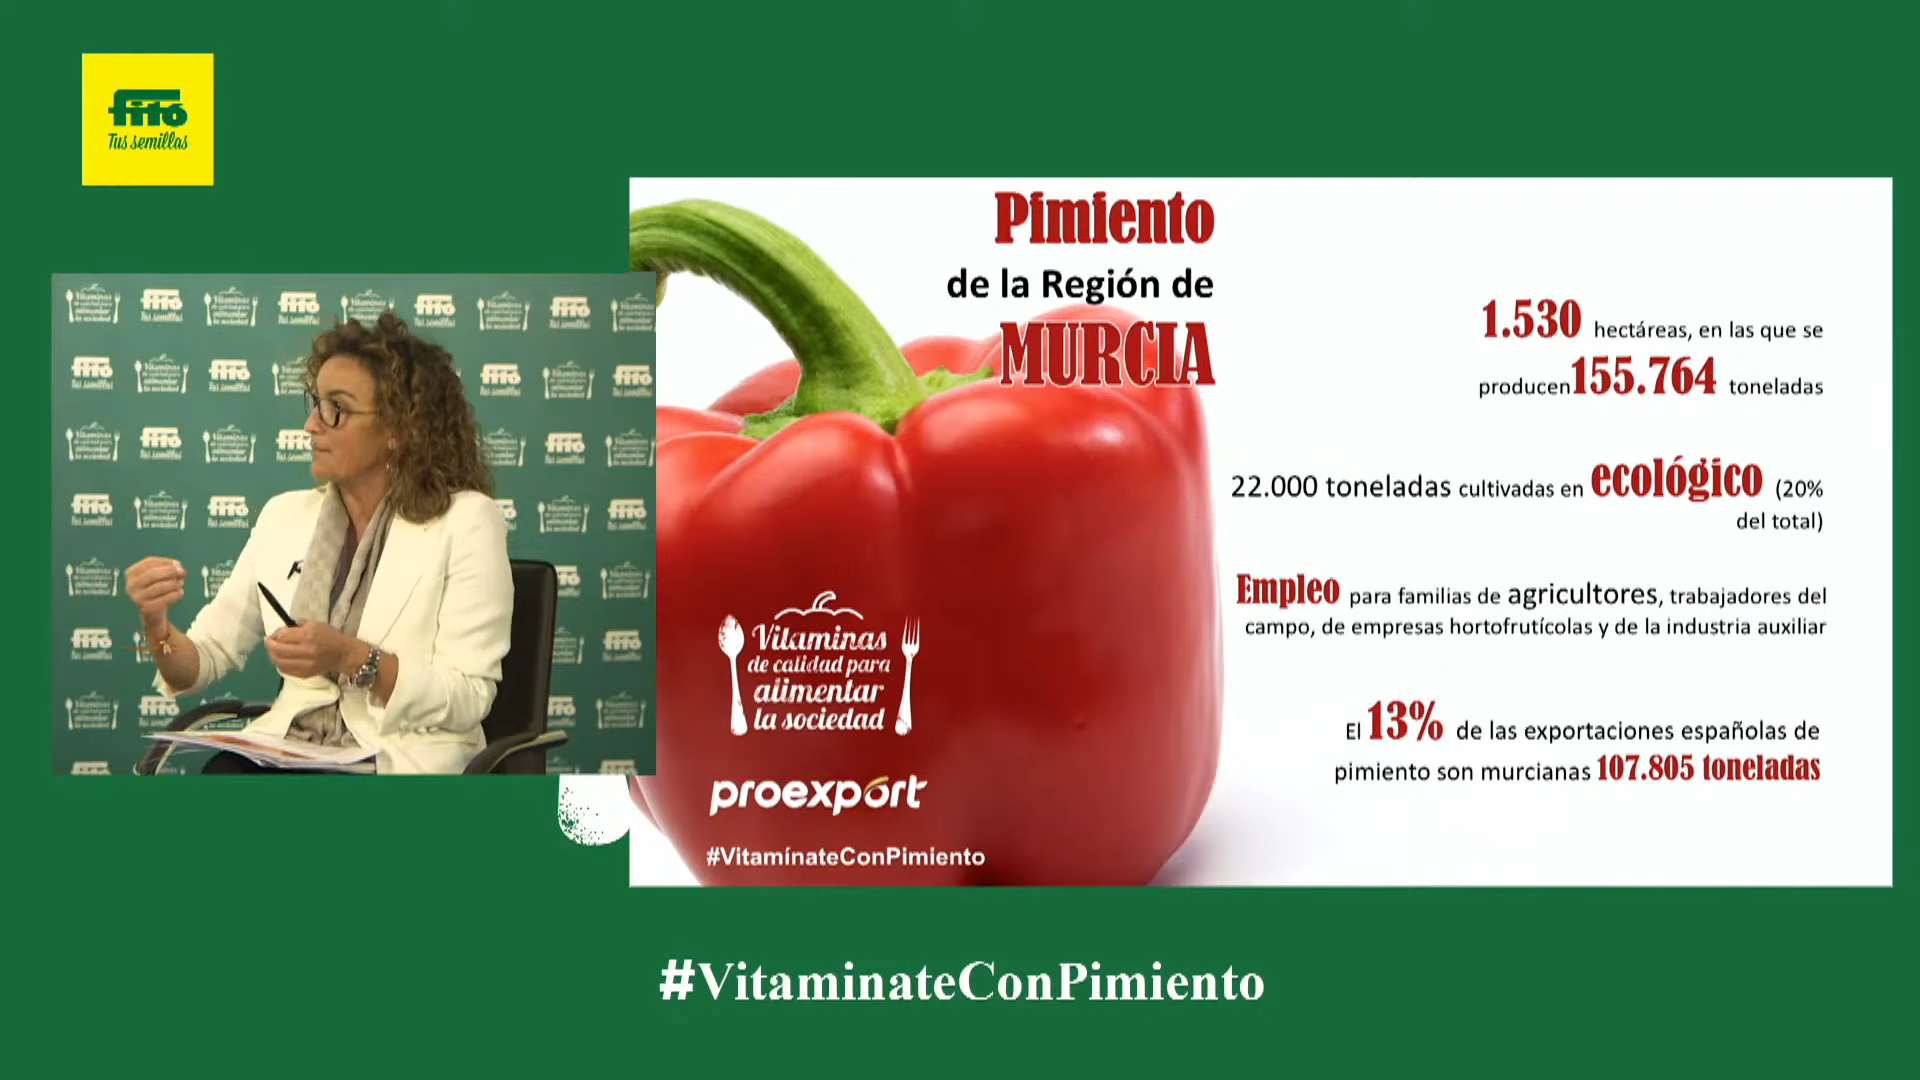 fitó
Tus semillas
Pimiento
de la Región de
MURCIA
1.530 hectáreas, en las que se
producen 155.764 toneladas
22.000 toneladas cultivadas en ecológico (20%
del total)
Empleo para familias de agricultores, trabajadores del
campo, de empresas hortofrutícolas y de la industria auxiliar
El 13% de las exportaciones españolas de
pimiento son murcianas 107.805 toneladas
Vitaminas
de calidad para
alimentar
la sociedad
proexport
#VitamínateConPimiento
#VitaminateConPimiento